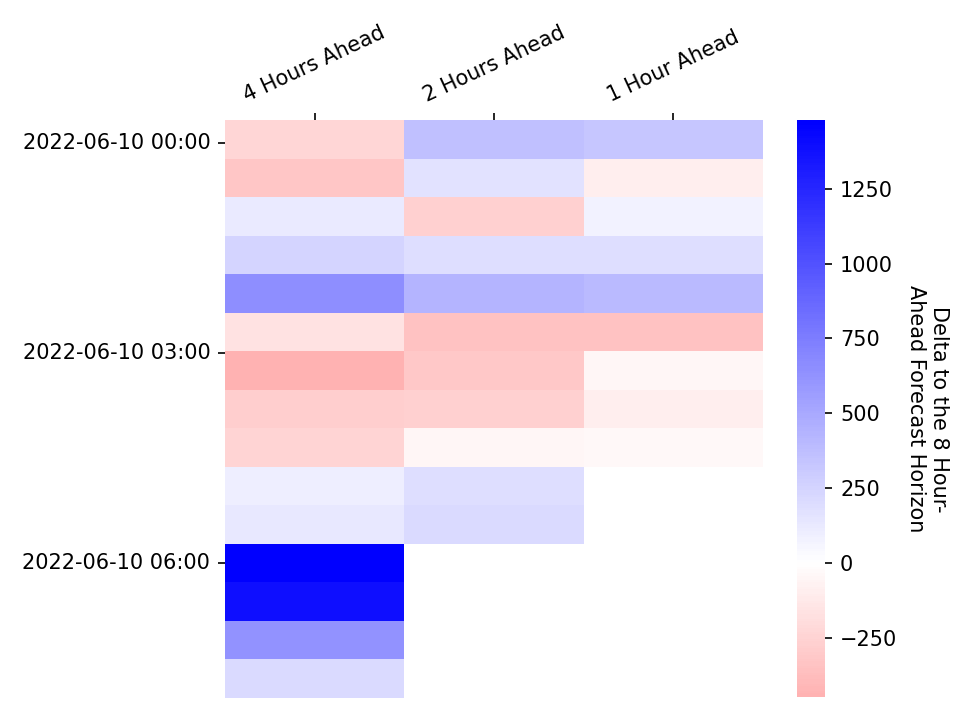 4 Hours Ahead
2 Hours Ahead
1 Hour Ahead
2022-06-10 00:00
2022-06-10 03:00
2022-06-10 06:00
1250
1000
750
500
250
0
−250
Delta to the 8 Hour-
Ahead Forecast Horizon